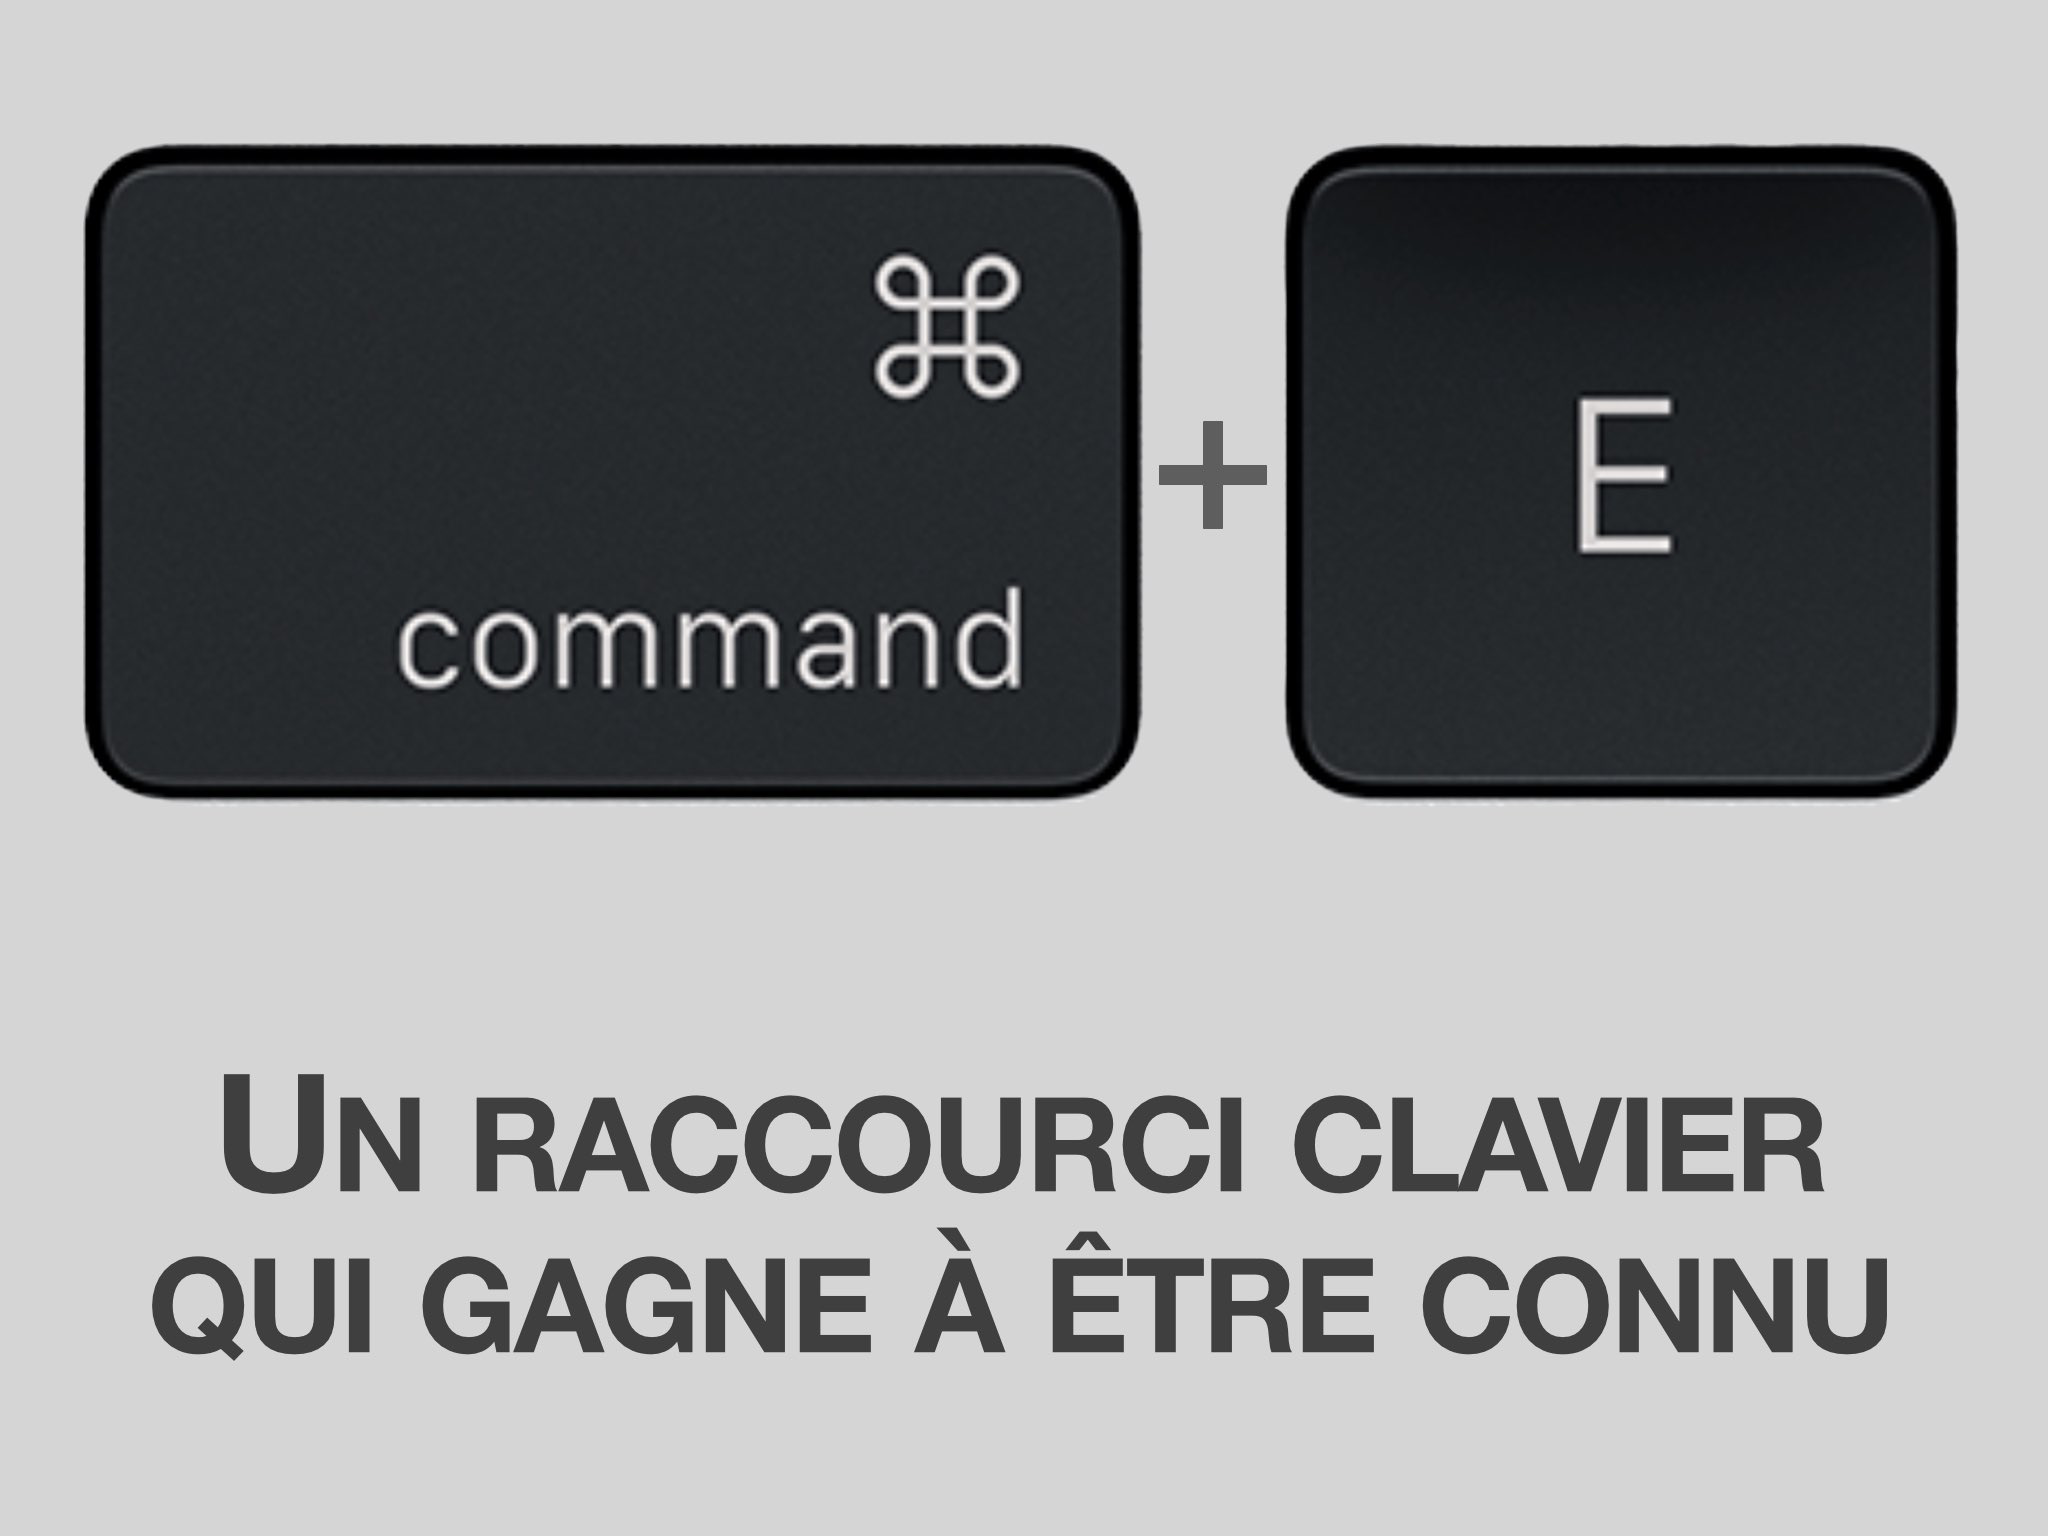 ⌘
command
+
E
Un raccourci clavier
qui gagne à être connu